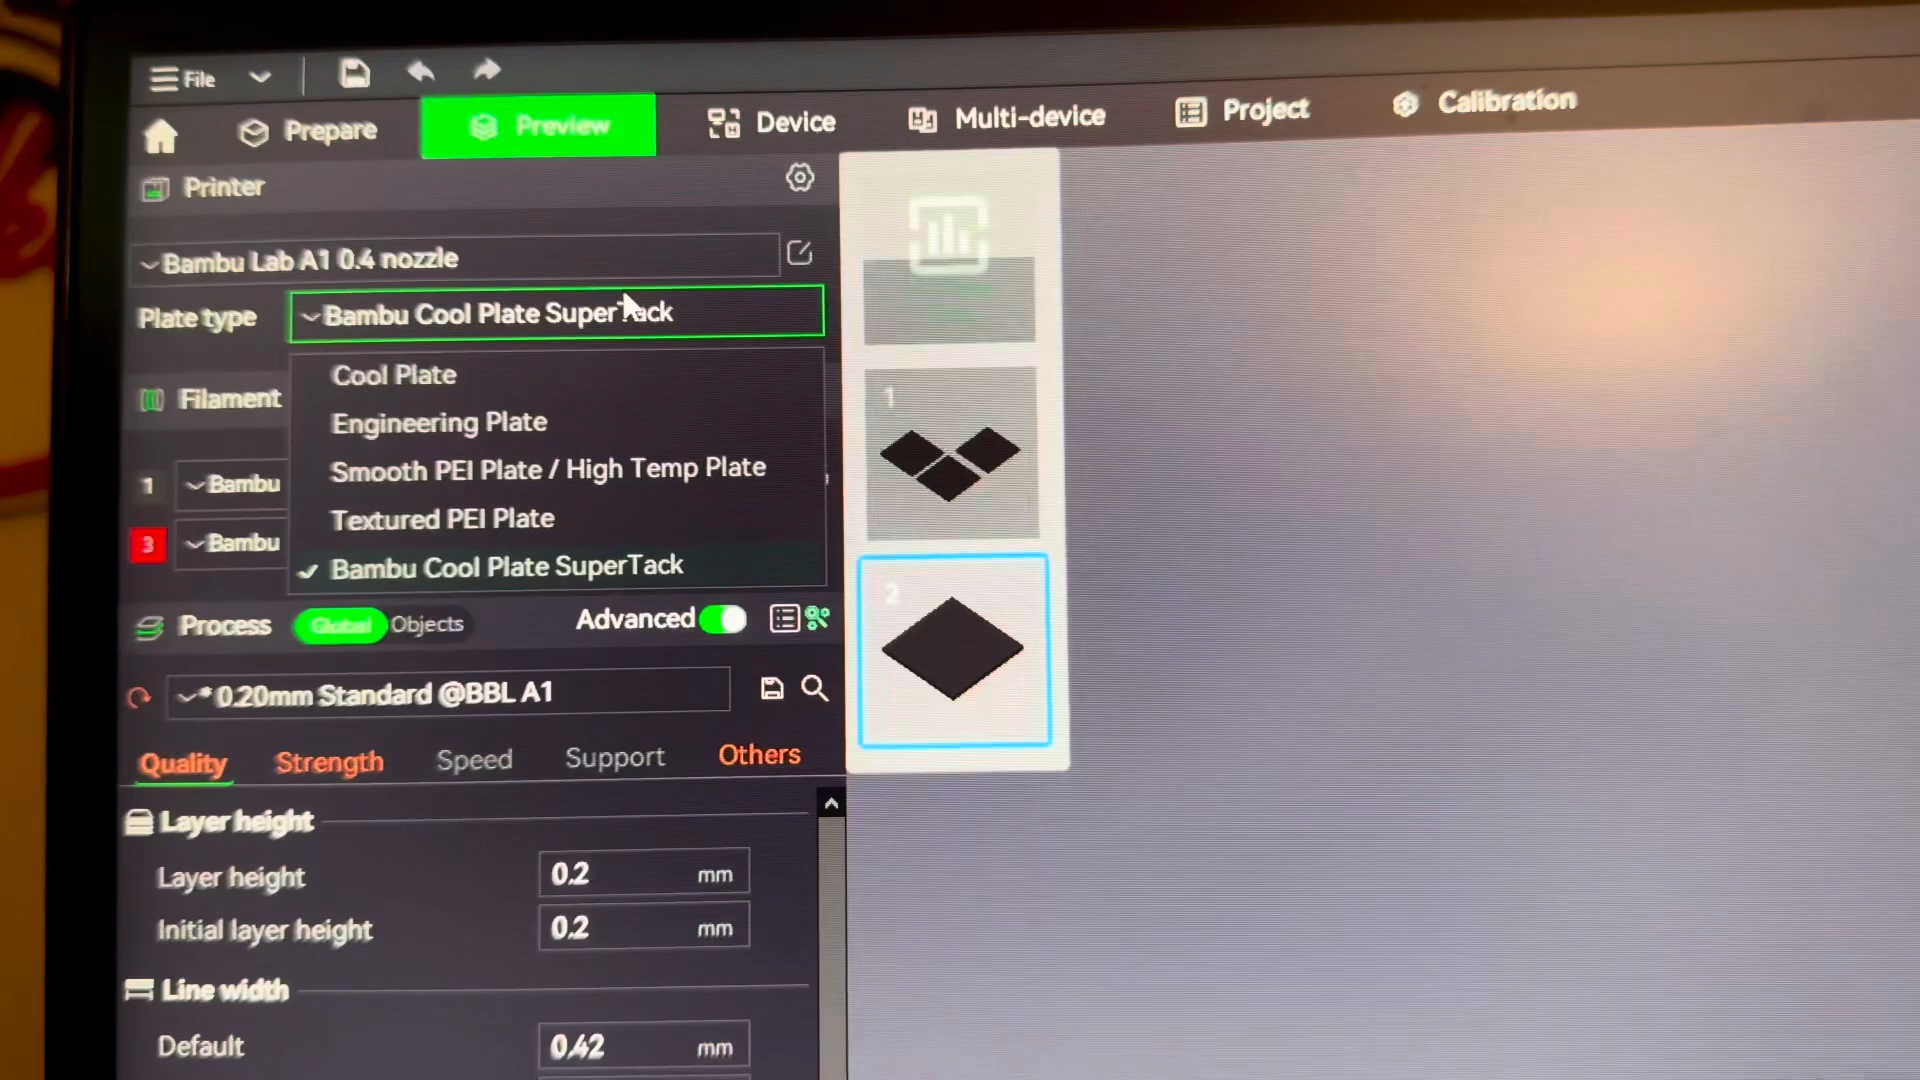 File
Prepare
Preview
Device
Multi-device
Project
Calibration
Printer
Bambu Lab A1 0.4 nozzle
Plate type
Bambu Cool Plate SuperTack
Cool Plate
Engineering Plate
Smooth PEI Plate / High Temp Plate
Textured PEI Plate
Bambu Cool Plate SuperTack
Filament
1 Bambu
3 Bambu
Process Global Objects Advanced
* 0.20mm Standard @BBL A1
Quality Strength Speed Support Others
Layer height
Layer height 0.2 mm
Initial layer height 0.2 mm
Line width
Default 0.42 mm
1
2